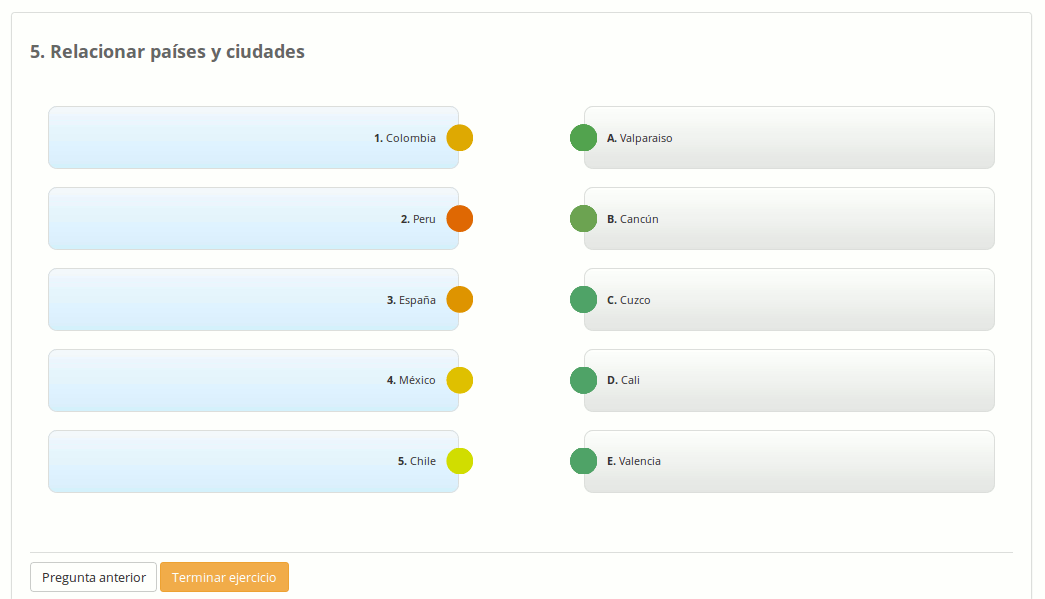 5. Relacionar países y ciudades
1. Colombia
A. Valparaiso
2. Peru
B. Cancún
3. España
C. Cuzco
4. México
D. Cali
5. Chile
E. Valencia
Pregunta anterior
Terminar ejercicio